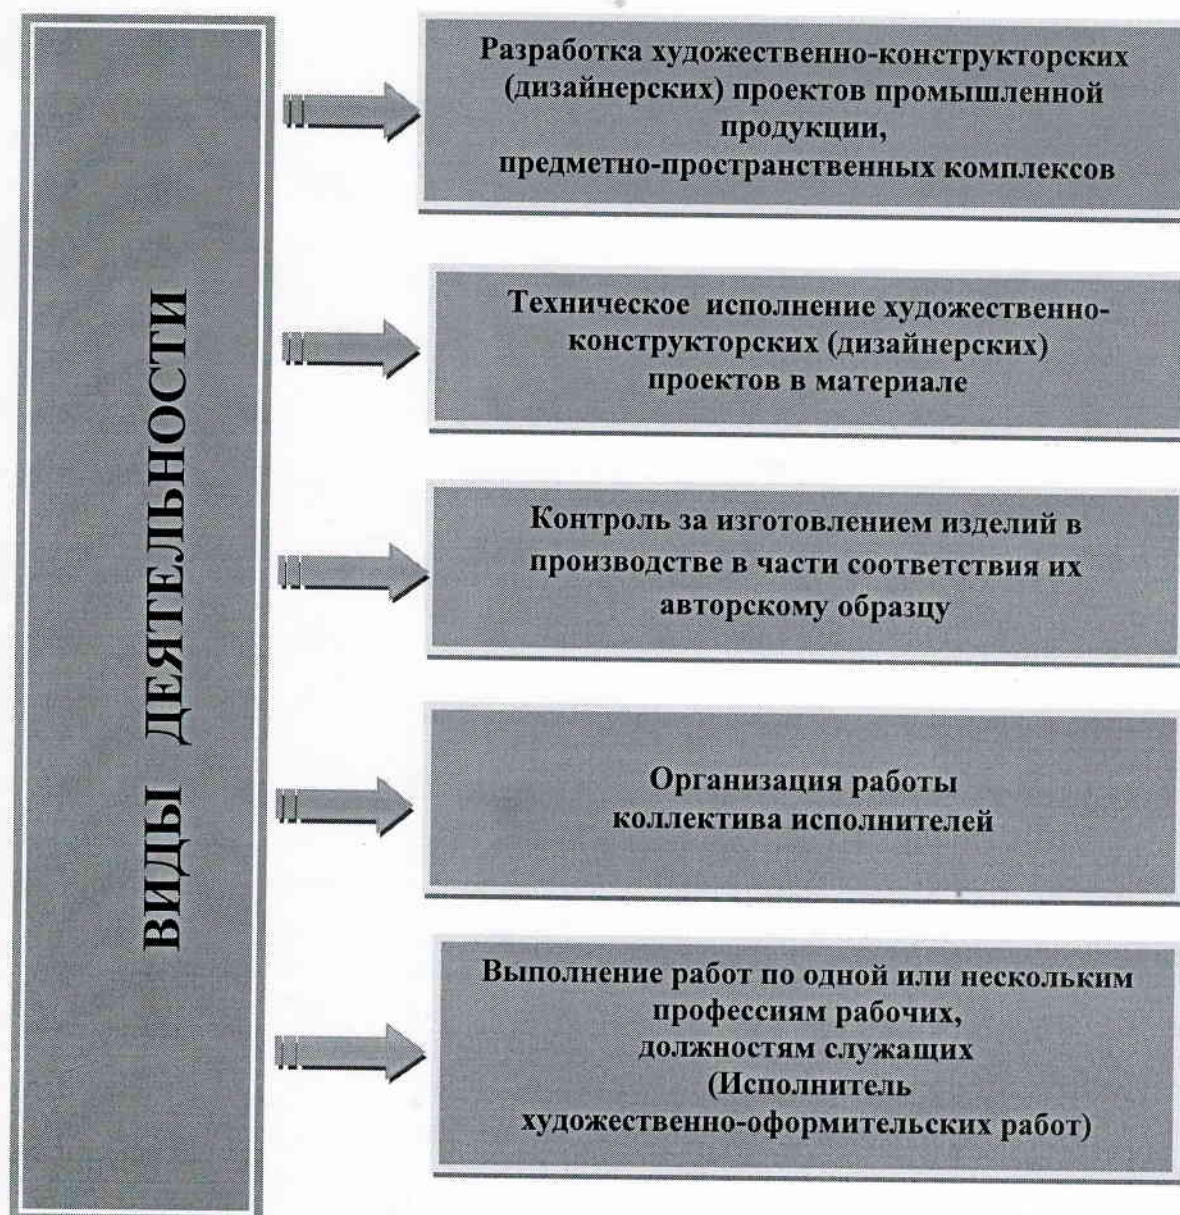 ВИДЫ ДЕЯТЕЛЬНОСТИ
Разработка художественно-конструкторских
(дизайнерских) проектов промышленной
продукции,
предметно-пространственных комплексов
Техническое исполнение художественно-
конструкторских (дизайнерских)
проектов в материале
Контроль за изготовлением изделий в
производстве в части соответствия их
авторскому образцу
Организация работы
коллектива исполнителей
Выполнение работ по одной или нескольким
профессиям рабочих,
должностям служащих
(Исполнитель
художественно-оформительских работ)